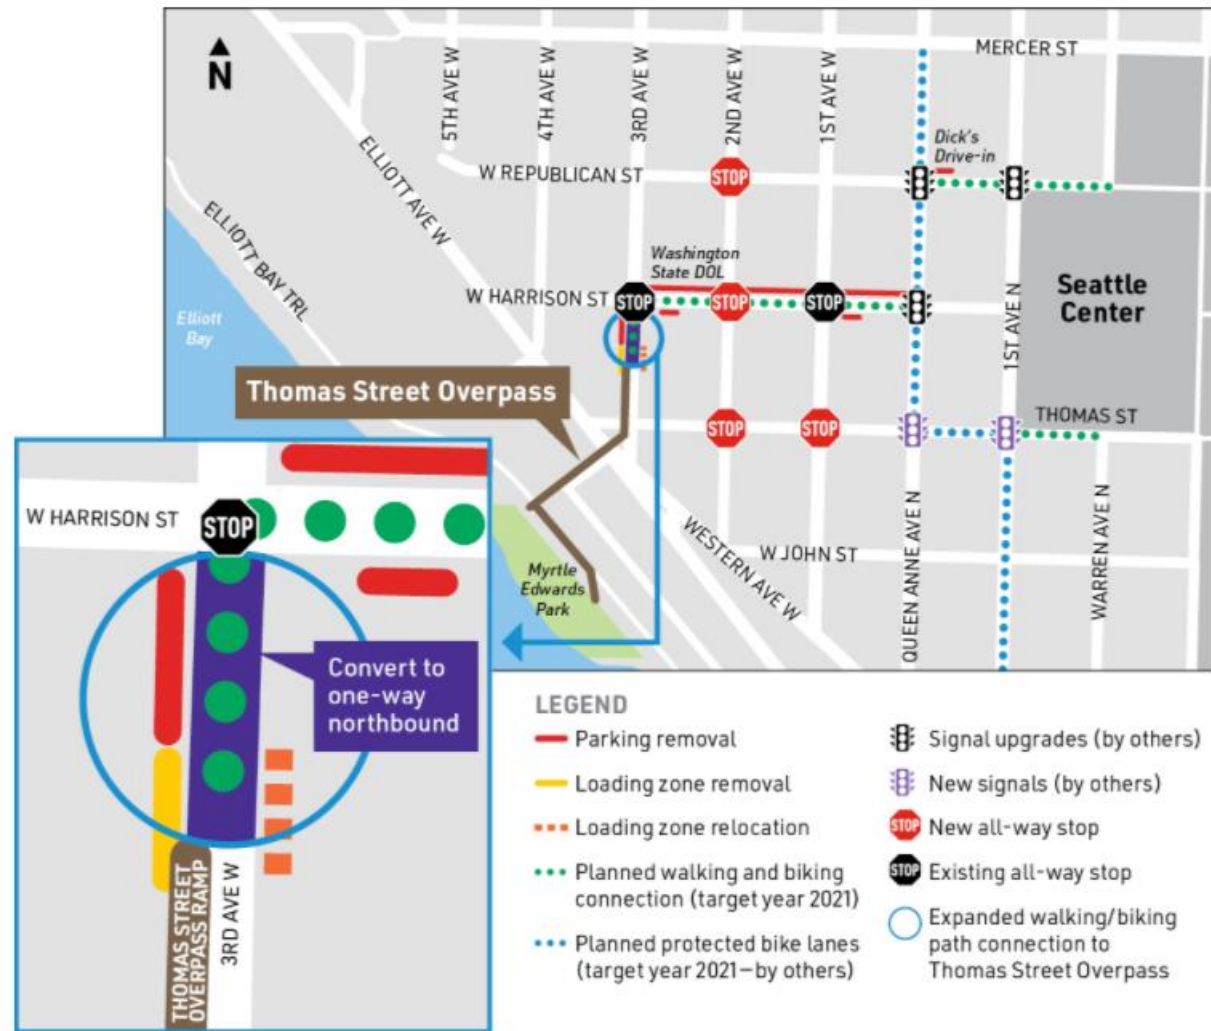 N
MERCER ST
5TH AVE W
4TH AVE W
3RD AVE W
2ND AVE W
1ST AVE W
ELLIOTT AVE W
Dick's
Drive-in
W REPUBLICAN ST
STOP
ELLIOTT BAY TRL
Washington
State DOL
W HARRISON ST
STOP
STOP
STOP
Seattle
Center
1ST AVE N
Elliott
Bay
Thomas Street Overpass
STOP
STOP
THOMAS ST
WESTERN AVE W
W JOHN ST
QUEEN ANNE AVE N
WARREN AVE N
Myrtle
Edwards
Park
W HARRISON ST
STOP
Convert to
one-way
northbound
THOMAS STREET
OVERPASS RAMP
3RD AVE W
LEGEND
Parking removal
Loading zone removal
Loading zone relocation
Planned walking and biking
connection (target year 2021)
Planned protected bike lanes
(target year 2021—by others)
Signal upgrades (by others)
New signals (by others)
STOP
New all-way stop
STOP
Existing all-way stop
Expanded walking/biking
path connection to
Thomas Street Overpass